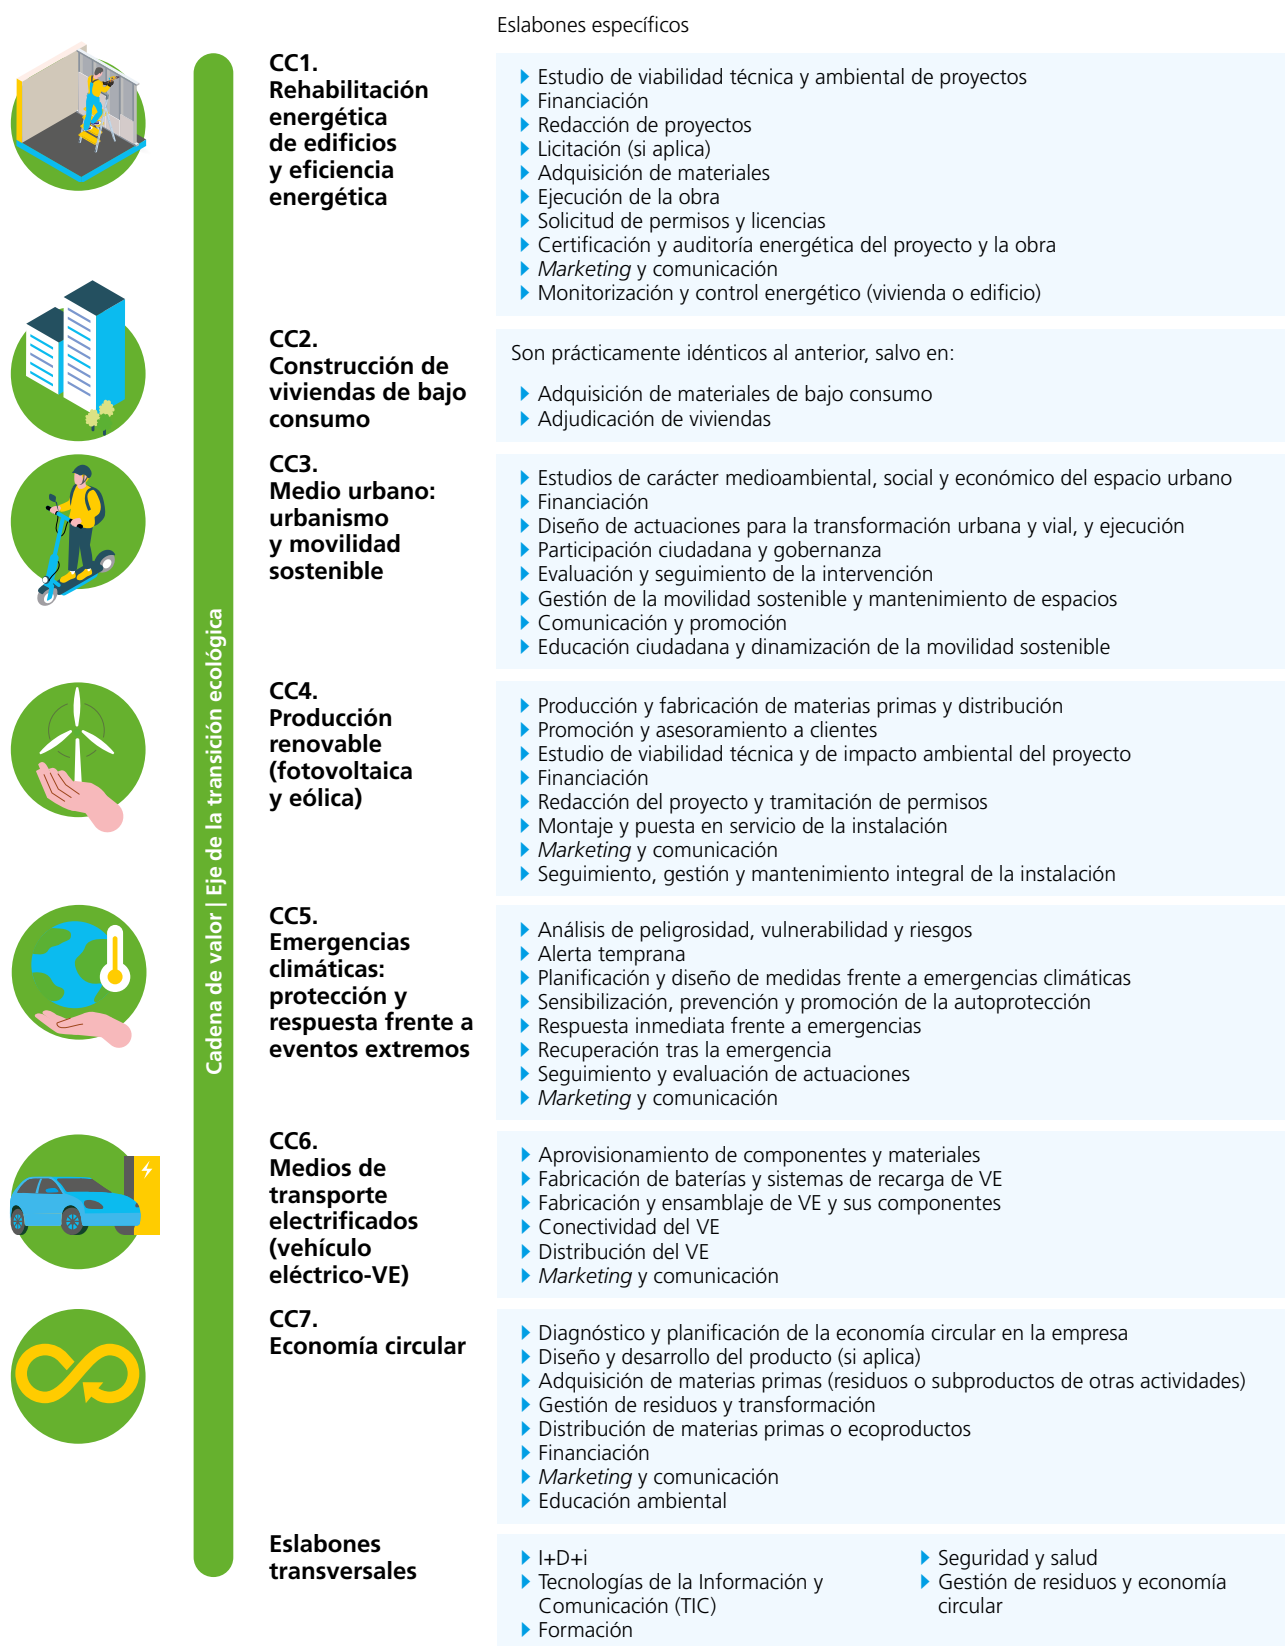 Eslabones específicos
Cadena de valor | Eje de la transición ecológica
CC1.
Rehabilitación
energética
de edificios
y eficiencia
energética
Estudio de viabilidad técnica y ambiental de proyectos
Financiación
Redacción de proyectos
Licitación (si aplica)
Adquisición de materiales
Ejecución de la obra
Solicitud de permisos y licencias
Certificación y auditoría energética del proyecto y la obra
Marketing y comunicación
Monitorización y control energético (vivienda o edificio)
CC2.
Construcción de
viviendas de bajo
consumo
Son prácticamente idénticos al anterior, salvo en:
Adquisición de materiales de bajo consumo
Adjudicación de viviendas
CC3.
Medio urbano:
urbanismo
y movilidad
sostenible
Estudios de carácter medioambiental, social y económico del espacio urbano
Financiación
Diseño de actuaciones para la transformación urbana y vial, y ejecución
Participación ciudadana y gobernanza
Evaluación y seguimiento de la intervención
Gestión de la movilidad sostenible y mantenimiento de espacios
Comunicación y promoción
Educación ciudadana y dinamización de la movilidad sostenible
CC4.
Producción
renovable
(fotovoltaica
y eólica)
Producción y fabricación de materias primas y distribución
Promoción y asesoramiento a clientes
Estudio de viabilidad técnica y de impacto ambiental del proyecto
Financiación
Redacción del proyecto y tramitación de permisos
Montaje y puesta en servicio de la instalación
Marketing y comunicación
Seguimiento, gestión y mantenimiento integral de la instalación
CC5.
Emergencias
climáticas:
protección y
respuesta frente a
eventos extremos
Análisis de peligrosidad, vulnerabilidad y riesgos
Alerta temprana
Planificación y diseño de medidas frente a emergencias climáticas
Sensibilización, prevención y promoción de la autoprotección
Respuesta inmediata frente a emergencias
Recuperación tras la emergencia
Seguimiento y evaluación de actuaciones
Marketing y comunicación
CC6.
Medios de
transporte
electrificados
(vehículo
eléctrico-VE)
Aprovisionamiento de componentes y materiales
Fabricación de baterías y sistemas de recarga de VE
Fabricación y ensamblaje de VE y sus componentes
Conectividad del VE
Distribución del VE
Marketing y comunicación
CC7.
Economía circular
Diagnóstico y planificación de la economía circular en la empresa
Diseño y desarrollo del producto (si aplica)
Adquisición de materias primas (residuos o subproductos de otras actividades)
Gestión de residuos y transformación
Distribución de materias primas o ecoproductos
Financiación
Marketing y comunicación
Educación ambiental
Eslabones
transversales
I+D+i
Tecnologías de la Información y
Comunicación (TIC)
Formación
Seguridad y salud
Gestión de residuos y economía
circular